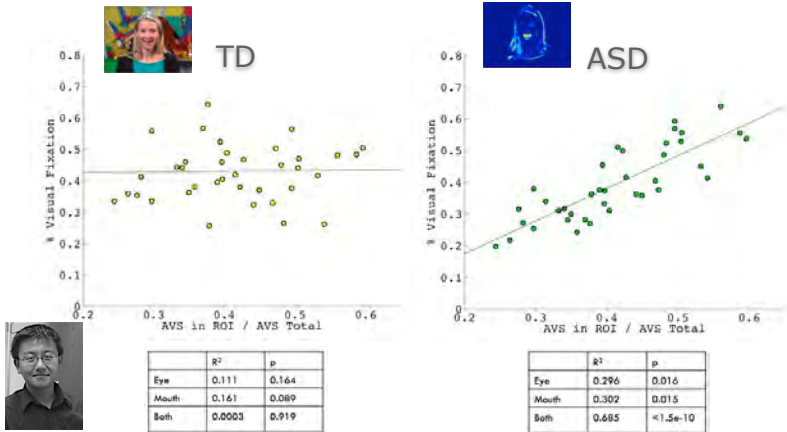 TD
0.8
0.7
0.6
0.5
0.4
0.3
0.2
0.1
0
% Visual Fixation
0.2 0.3 0.4 0.5 0.6
AVS in ROI / AVS Total
R² p
Eye 0.111 0.164
Mouth 0.161 0.089
Both 0.0003 0.919
ASD
0.8
0.7
0.6
0.5
0.4
0.3
0.2
0.1
0
% Visual Fixation
0.2 0.3 0.4 0.5 0.6
AVS in ROI / AVS Total
R² p
Eye 0.296 0.016
Mouth 0.302 0.015
Both 0.685 <1.5e-10